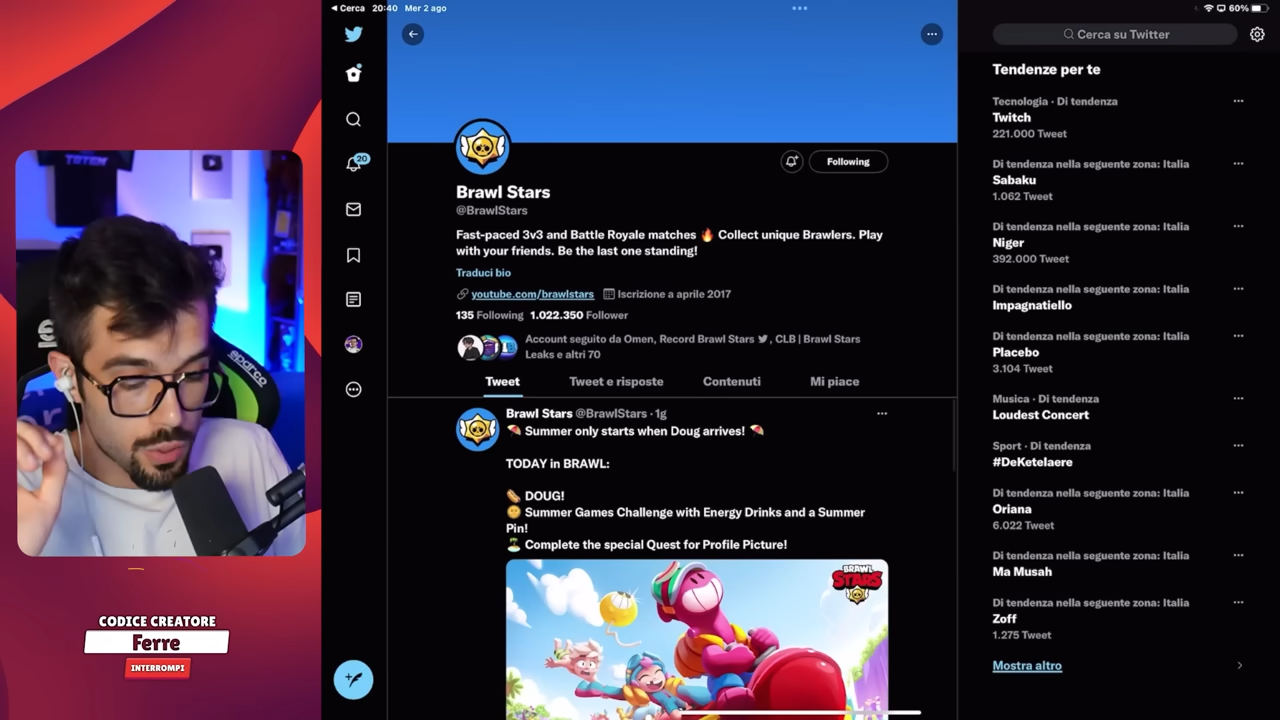 Cerca 20:40 Mer 2 ago
60%
TOTEM
sparco
CODICE CREATORE
Ferre
INTERROMPI
20
Brawl Stars
@BrawlStars
Following
Fast-paced 3v3 and Battle Royale matches 🔥 Collect unique Brawlers. Play
with your friends. Be the last one standing!
Traduci bio
youtube.com/brawlstars Iscrizione a aprile 2017
135 Following 1.022.350 Follower
Account seguito da Omen, Record Brawl Stars, CLB | Brawl Stars
Leaks e altri 70
Tweet Tweet e risposte Contenuti Mi piace
Brawl Stars @BrawlStars · 1g
⛱ Summer only starts when Doug arrives! ⛱
TODAY in BRAWL:
🌭 DOUG!
🌞 Summer Games Challenge with Energy Drinks and a Summer
Pin!
🏝 Complete the special Quest for Profile Picture!
BRAWL
STARS
Cerca su Twitter
Tendenze per te
Tecnologia · Di tendenza
Twitch
221.000 Tweet
Di tendenza nella seguente zona: Italia
Sabaku
1.062 Tweet
Di tendenza nella seguente zona: Italia
Niger
392.000 Tweet
Di tendenza nella seguente zona: Italia
Impagnatiello
Di tendenza nella seguente zona: Italia
Placebo
3.104 Tweet
Musica · Di tendenza
Loudest Concert
Sport · Di tendenza
#DeKetelaere
Di tendenza nella seguente zona: Italia
Oriana
6.022 Tweet
Di tendenza nella seguente zona: Italia
Ma Musah
Di tendenza nella seguente zona: Italia
Zoff
1.275 Tweet
Mostra altro